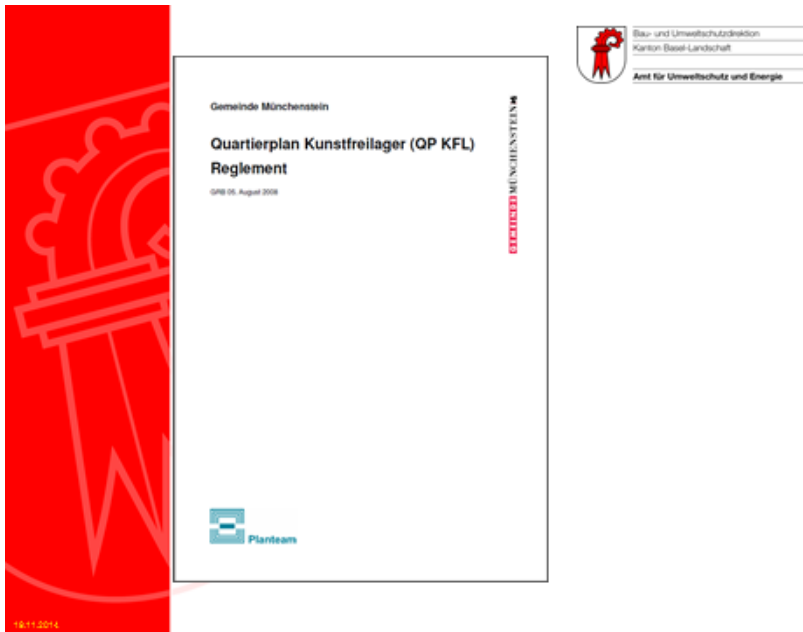 Bau- und Umweltschutzdirektion
Kanton Basel-Landschaft
Amt für Umweltschutz und Energie
Gemeinde Münchenstein
Quartierplan Kunstfreilager (QP KFL)
Reglement
GRB 05. August 2008
GEMEINDE MÜNCHENSTEIN
Planteam
19.11.2014